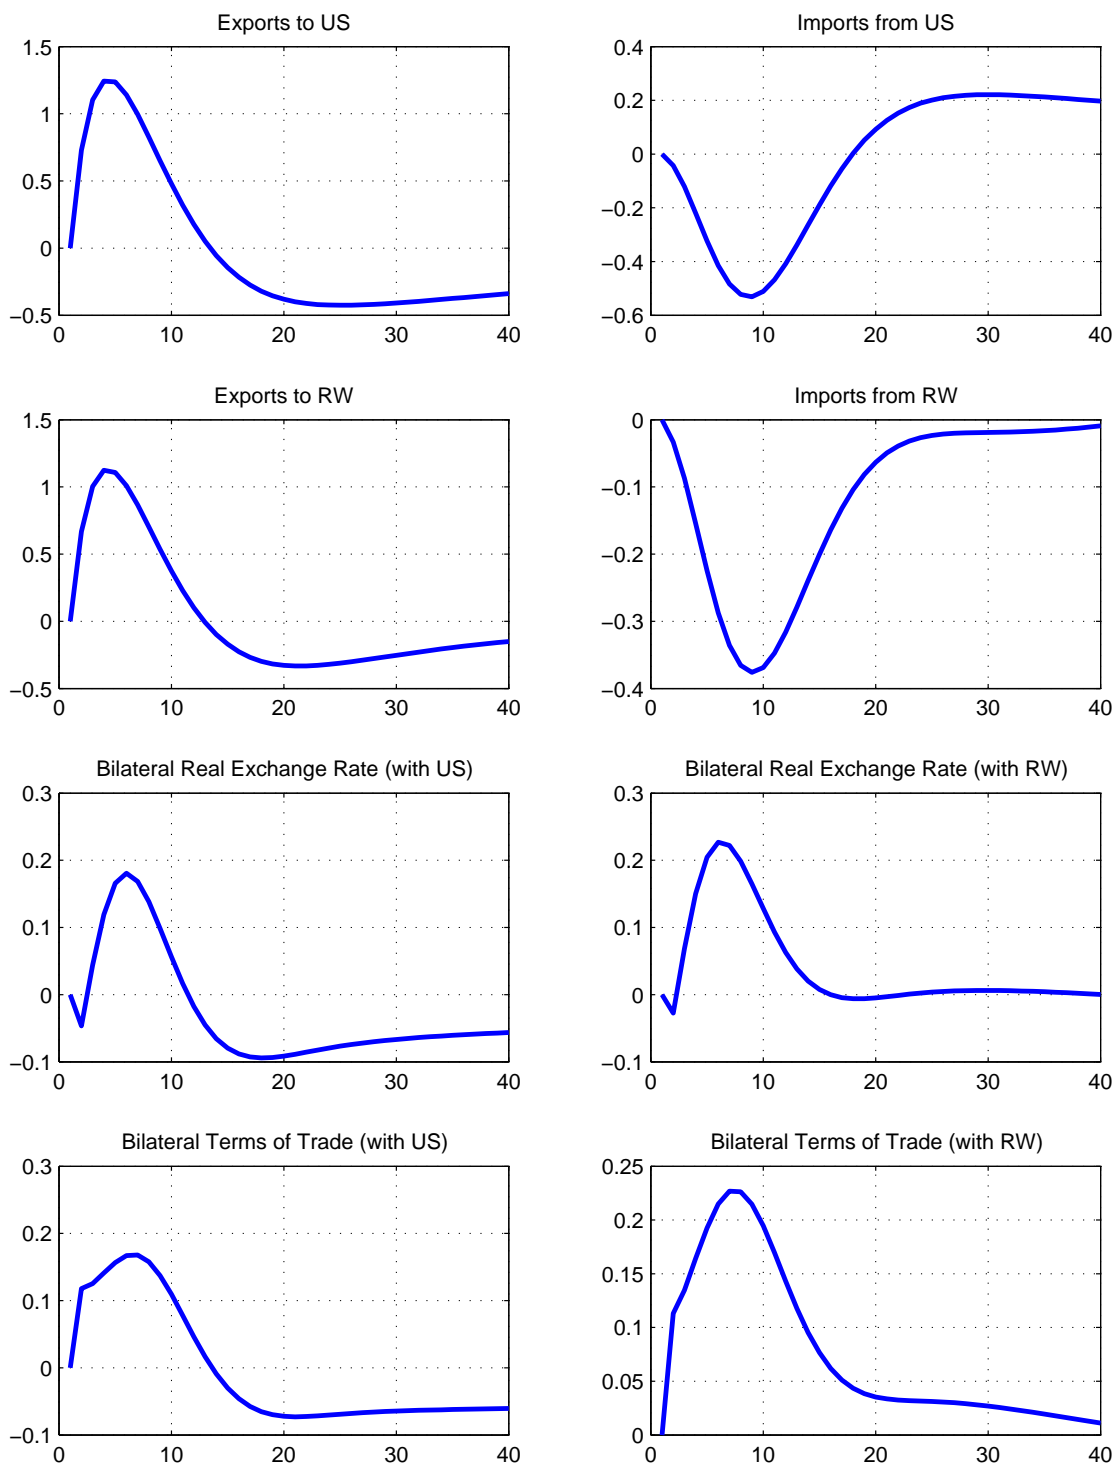 Exports to US
1.5
1
0.5
0
−0.5
0 10 20 30 40
Imports from US
0.4
0.2
0
−0.2
−0.4
−0.6
0 10 20 30 40
Exports to RW
1.5
1
0.5
0
−0.5
0 10 20 30 40
Imports from RW
0
−0.1
−0.2
−0.3
−0.4
0 10 20 30 40
Bilateral Real Exchange Rate (with US)
0.3
0.2
0.1
0
−0.1
0 10 20 30 40
Bilateral Real Exchange Rate (with RW)
0.3
0.2
0.1
0
−0.1
0 10 20 30 40
Bilateral Terms of Trade (with US)
0.3
0.2
0.1
0
−0.1
0 10 20 30 40
Bilateral Terms of Trade (with RW)
0.25
0.2
0.15
0.1
0.05
0
0 10 20 30 40